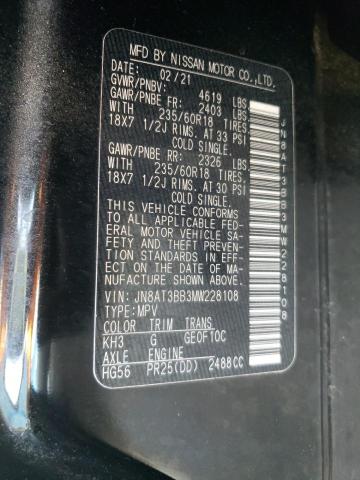 MFD BY NISSAN MOTOR CO., LTD.
DATE: 02/21
GVWR/PNBV: 4619 LBS
GAWR/PNBE FR: 2403 LBS
WITH 235/60R18 TIRES.
18X7 1/2J RIMS. AT 33 PSI
COLD SINGLE.
GAWR/PNBE RR: 2326 LBS
WITH 235/60R18 TIRES.
18X7 1/2J RIMS. AT 30 PSI
COLD SINGLE.
THIS VEHICLE CONFORMS
TO ALL APPLICABLE FED-
ERAL MOTOR VEHICLE SA-
FETY AND THEFT PREVEN-
TION STANDARDS IN EFF-
ECT ON THE DATE OF MA-
NUFACTURE SHOWN ABOVE.
VIN: JN8AT3BB3MW228108
TYPE: MPV
COLOR TRIM TRANS
KH3 G GE0F10C
AXLE ENGINE
HG56 PR25(DD) 2488CC
JN8AT3BB3MW228108